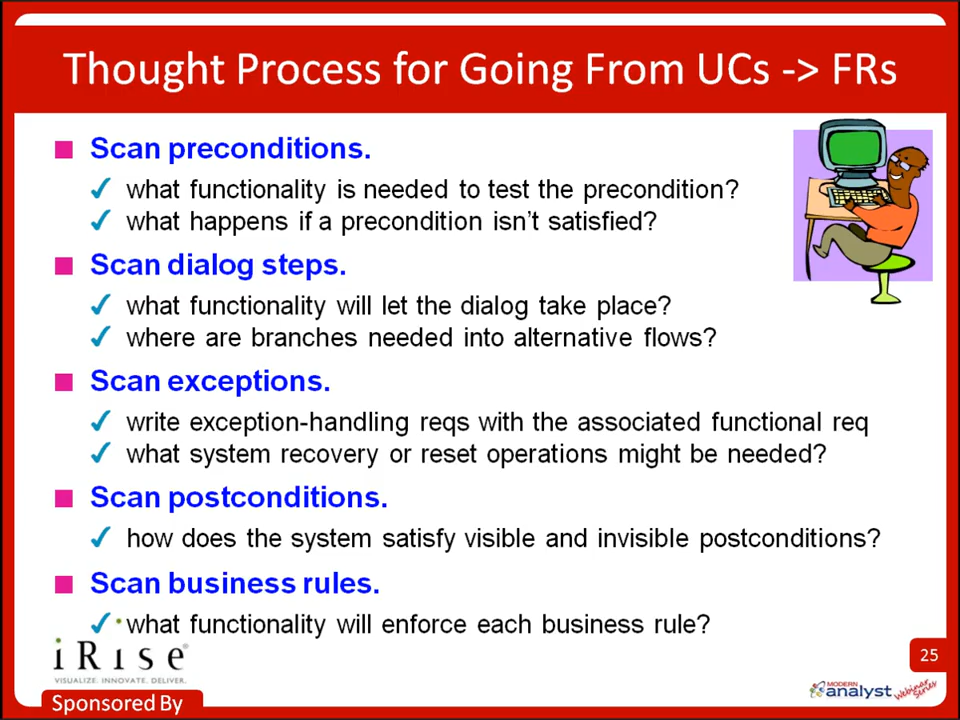 Thought Process for Going From UCs -> FRs
Scan preconditions.
what functionality is needed to test the precondition?
what happens if a precondition isn't satisfied?
Scan dialog steps.
what functionality will let the dialog take place?
where are branches needed into alternative flows?
Scan exceptions.
write exception-handling reqs with the associated functional req
what system recovery or reset operations might be needed?
Scan postconditions.
how does the system satisfy visible and invisible postconditions?
Scan business rules.
what functionality will enforce each business rule?
iRise®
VISUALIZE. INNOVATE. DELIVER.
Sponsored By
25
MODERN
analyst Webinar
Series